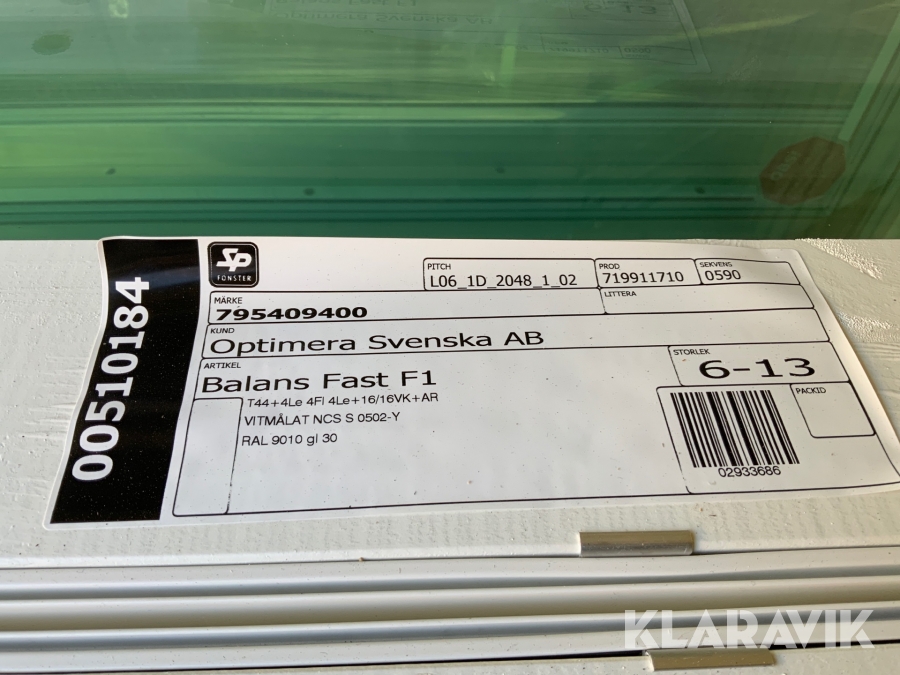 00510184
SP
FÖNSTER
PITCH
L06_1D_2048_1_02
PROD
719911710
SEKVENS
0590
MÄRKE
795409400
LITTERA
KUND
Optimera Svenska AB
ARTIKEL
Balans Fast F1
STORLEK
6-13
T44+4Le 4Fl 4Le+16/16VK+AR
VITMÅLAT NCS S 0502-Y
RAL 9010 gl 30
PACKID
02933686
KLARAVIK